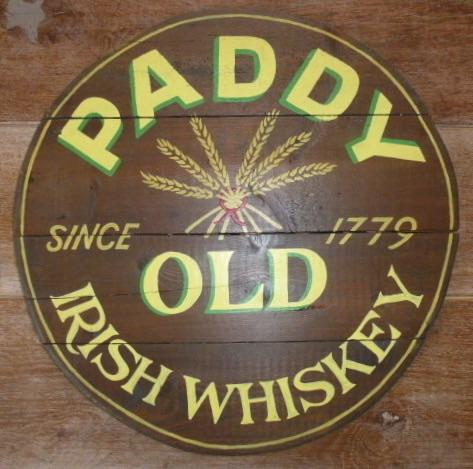 PADDY
SINCE 1779
OLD
IRISH WHISKEY